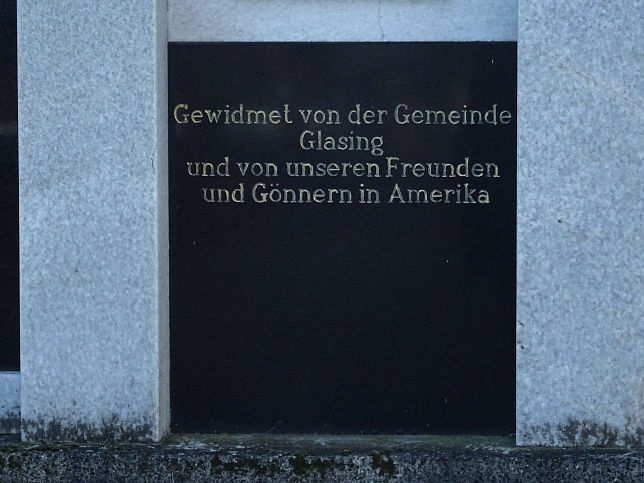 Gewidmet von der Gemeinde
Glasing
und von unseren Freunden
und Gönnern in Amerika